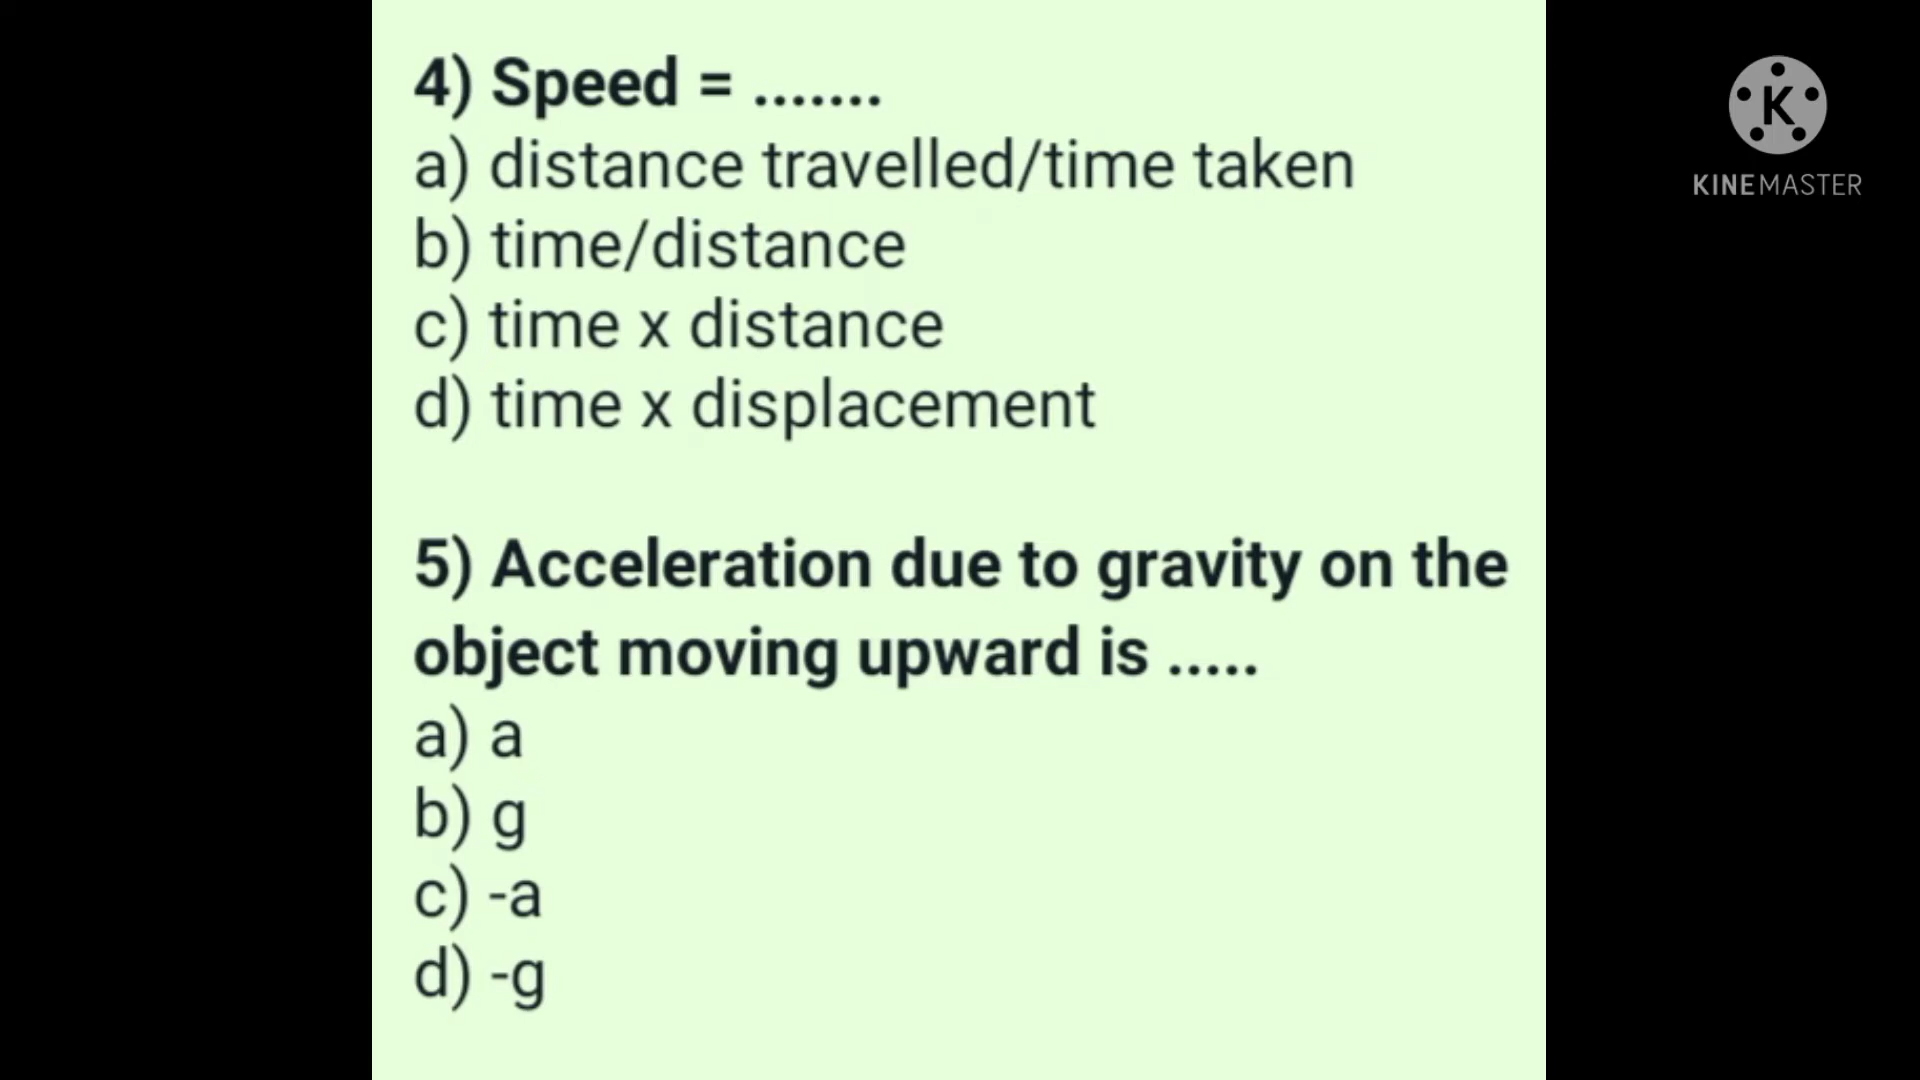 4) Speed = .......
a) distance travelled/time taken
b) time/distance
c) time x distance
d) time x displacement
5) Acceleration due to gravity on the
object moving upward is .....
a) a
b) g
c) -a
d) -g
K
KINEMASTER